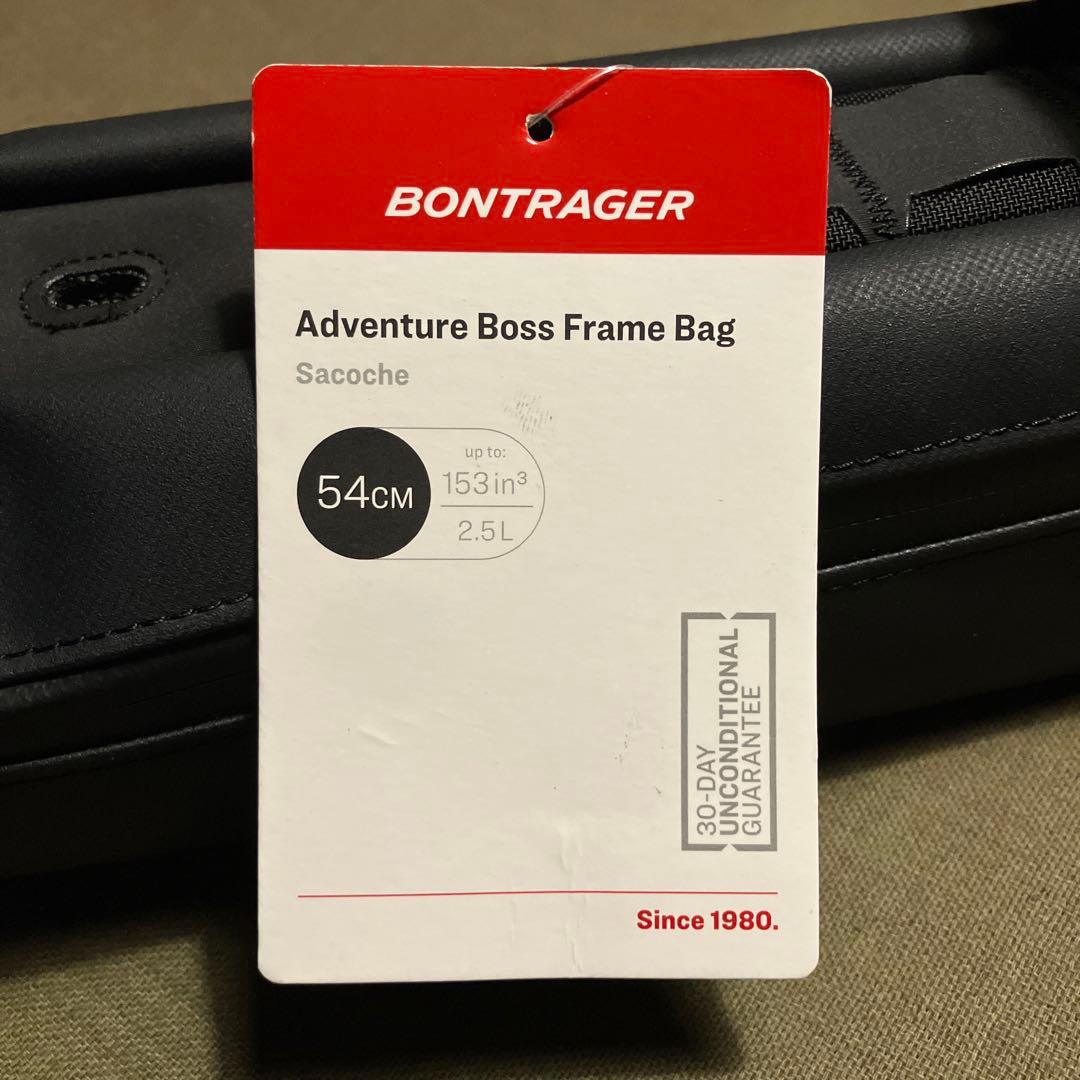 BONTRAGER
Adventure Boss Frame Bag
Sacoche
54CM
up to:
153in³
2.5L
30-DAY
UNCONDITIONAL
GUARANTEE
Since 1980.